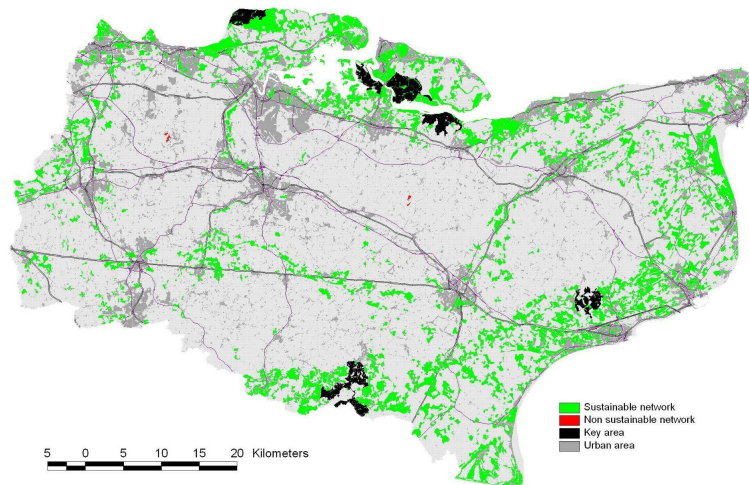 Sustainable network
Non sustainable network
Key area
Urban area
5 0 5 10 15 20 Kilometers